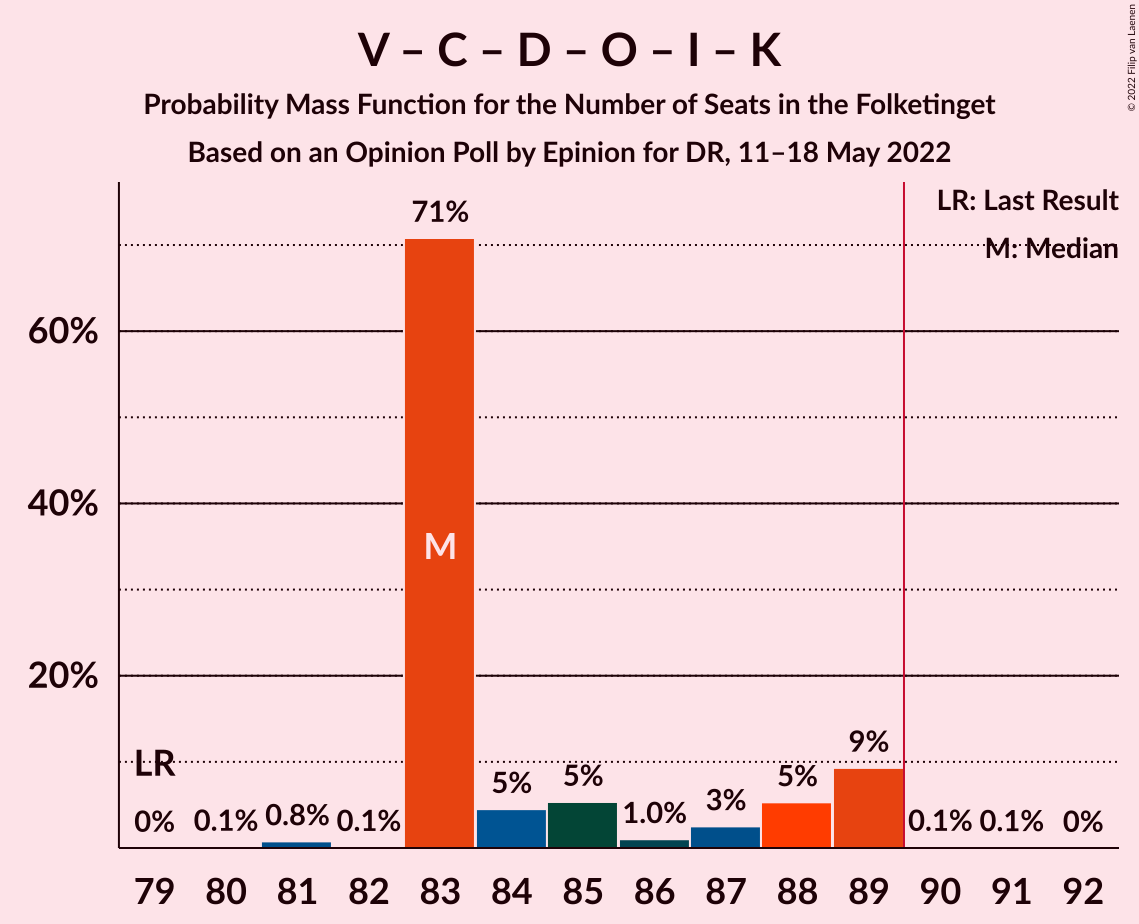 V – C – D – O – I – K
Probability Mass Function for the Number of Seats in the Folketinget
Based on an Opinion Poll by Epinion for DR, 11–18 May 2022
© 2022 Filip van Laenen
LR: Last Result
M: Median
71%
60%
40%
20%
M
LR
0%
0.1%
0.8%
0.1%
5%
5%
1.0%
3%
5%
9%
0.1%
0.1%
0%
79 80 81 82 83 84 85 86 87 88 89 90 91 92